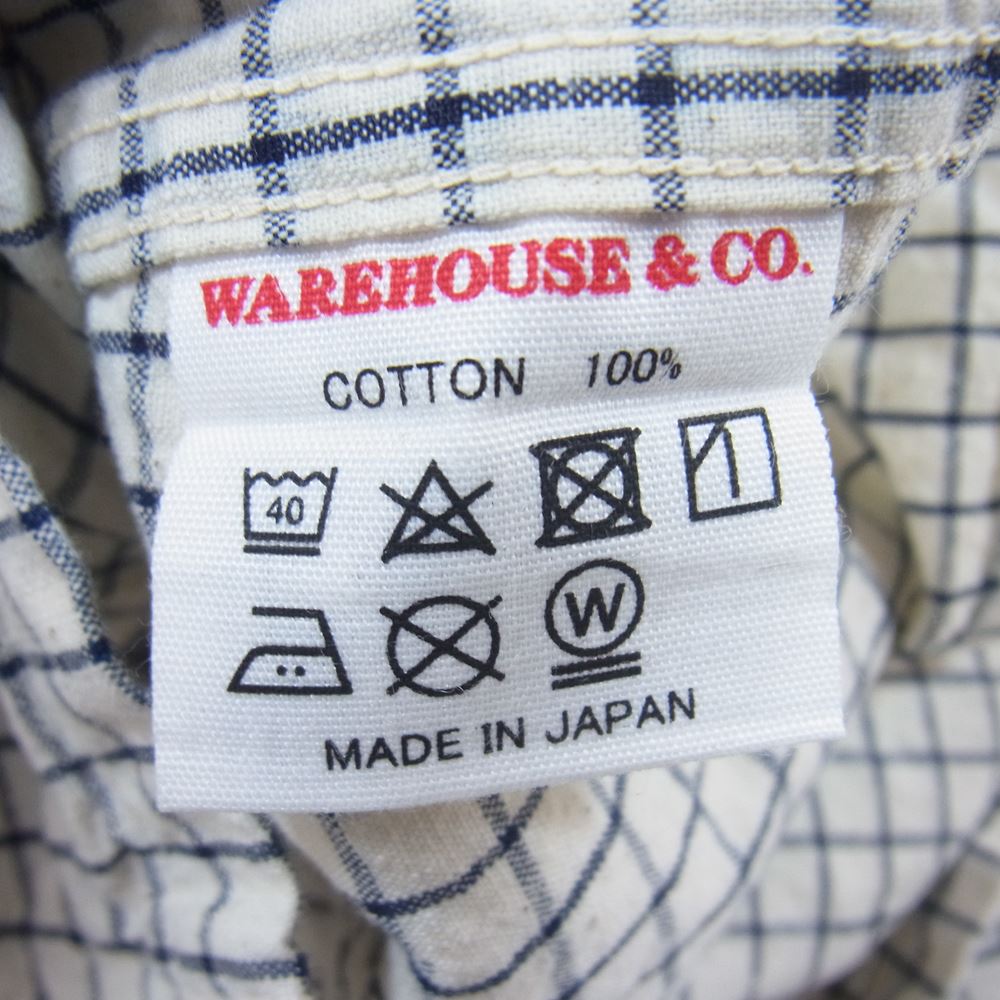 WAREHOUSE & CO.
COTTON 100%
40
W
MADE IN JAPAN